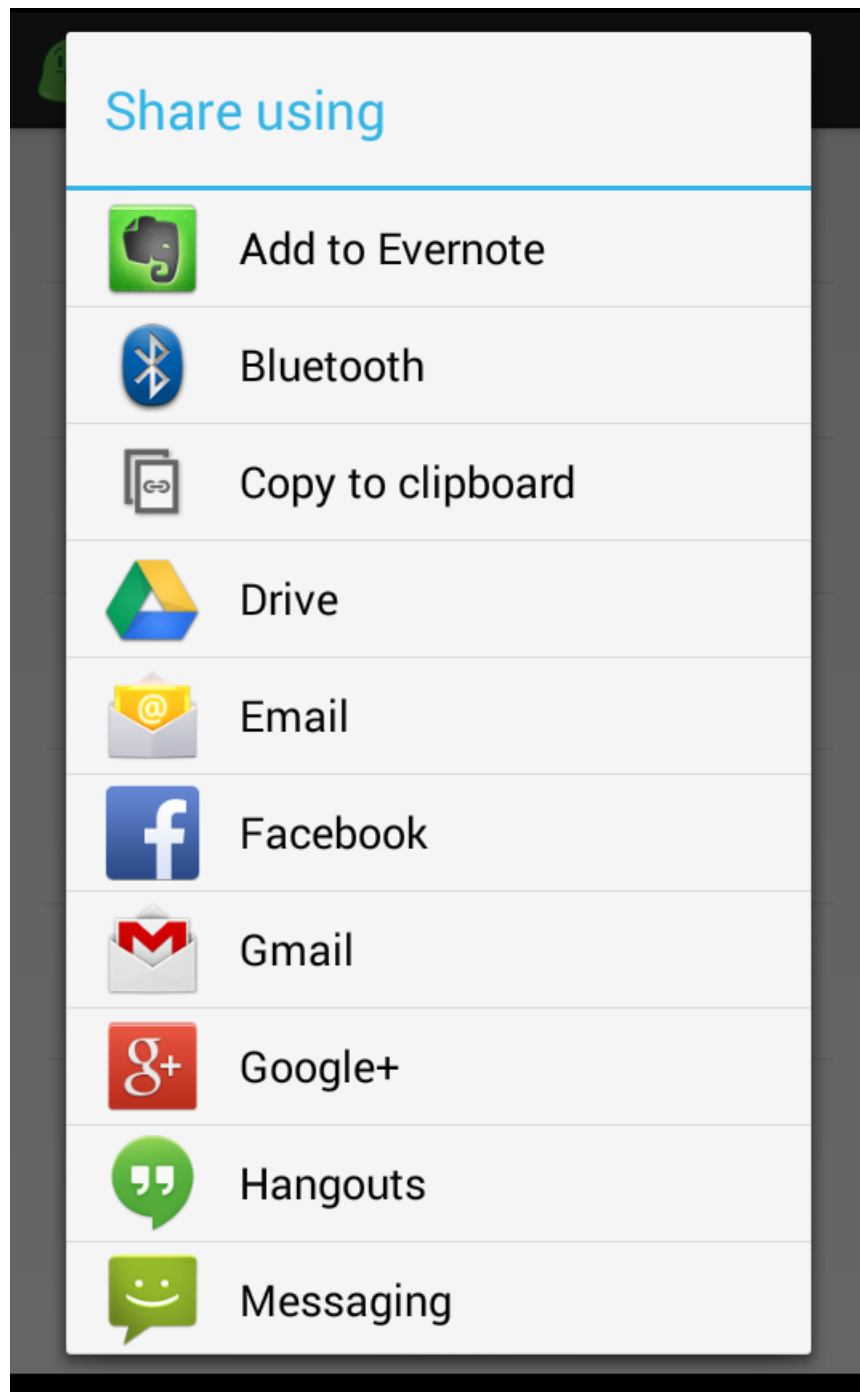 Share using
Add to Evernote
Bluetooth
Copy to clipboard
Drive
@
Email
f
Facebook
Gmail
g+
Google+
Hangouts
Messaging